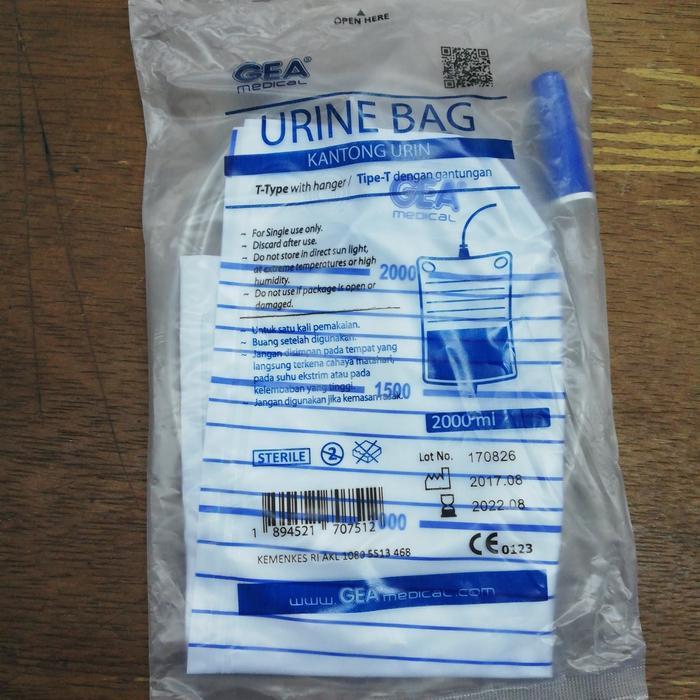 OPEN HERE
GEA®
medical
URINE BAG
KANTONG URIN
T-Type with hanger / Tipe-T dengan gantungan
GEA®
medical
~ For Single use only.
~ Discard after use.
~ Do not store in direct sun light,
at extreme temperatures or high
humidity.
~ Do not use if package is open or
damaged.
2000
~ Untuk satu kali pemakaian.
~ Buang setelah digunakan.
~ Jangan disimpan pada tempat yang
langsung terkena cahaya matahari,
pada suhu ekstrim atau pada
kelembaban yang tinggi.
~ Jangan digunakan jika kemasan rusak.
1500
2000 ml
STERILE
2
Lot No. 170826
2017.08
2022.08
1 894521 707512
000
KEMENKES RI AKL 1080 5513 468
CE 0123
www.GEAmedical.com